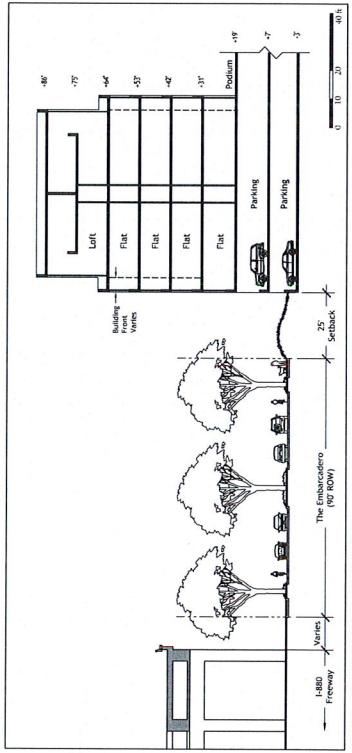 +86'
+75'
+64'
+53'
+42'
+31'
Podium
+19'
+7'
-3'
Loft
Flat
Flat
Flat
Flat
Parking
Parking
Building
Front
Varies
I-880
Freeway
Varies
The Embarcadero
(90' ROW)
25'
Setback
0 10 20 40 ft